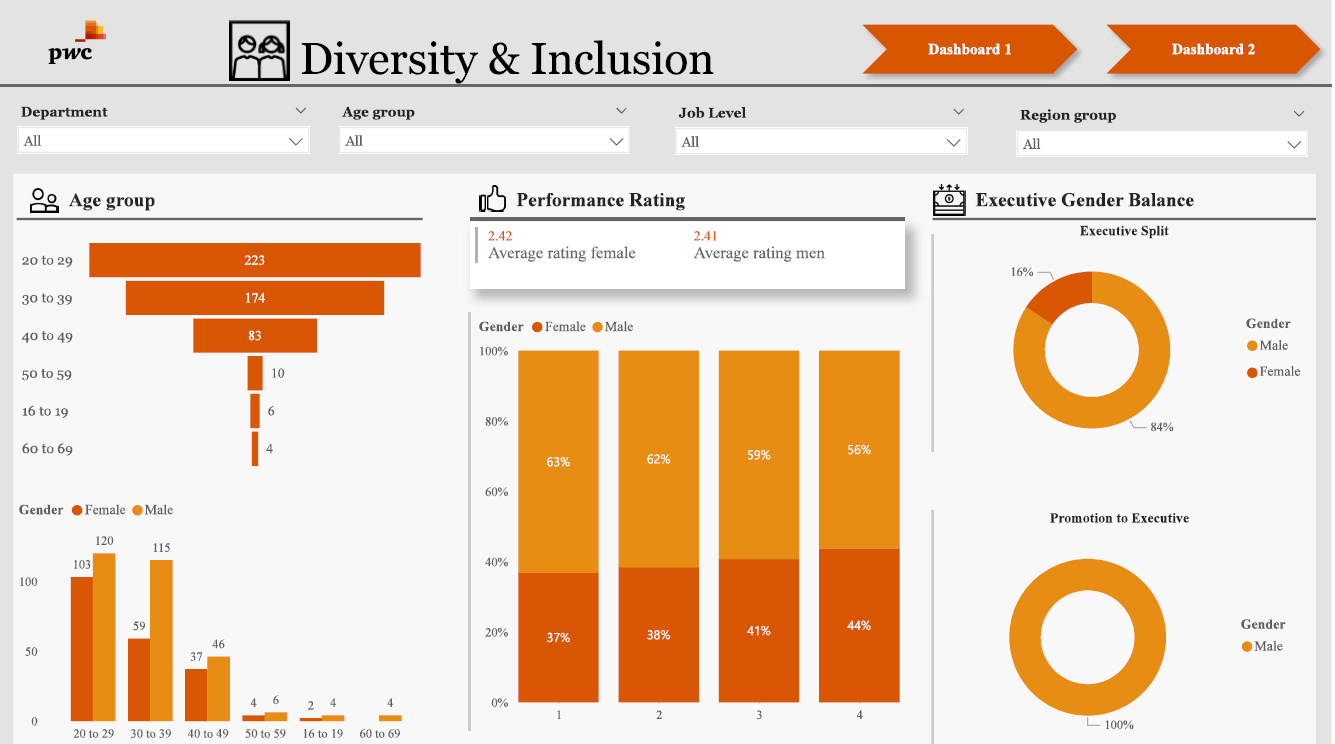 pwc
Diversity & Inclusion
Dashboard 1
Dashboard 2
Department
All
Age group
All
Job Level
All
Region group
All
Age group
20 to 29
223
30 to 39
174
40 to 49
83
50 to 59
10
16 to 19
6
60 to 69
4
Gender Female Male
100
50
0
103
120
59
115
37
46
4
6
2
4
4
20 to 29
30 to 39
40 to 49
50 to 59
16 to 19
60 to 69
Performance Rating
2.42
Average rating female
2.41
Average rating men
Gender Female Male
100%
80%
60%
40%
20%
0%
63%
62%
59%
56%
37%
38%
41%
44%
1
2
3
4
Executive Gender Balance
Executive Split
16%
84%
Gender
Male
Female
Promotion to Executive
100%
Gender
Male